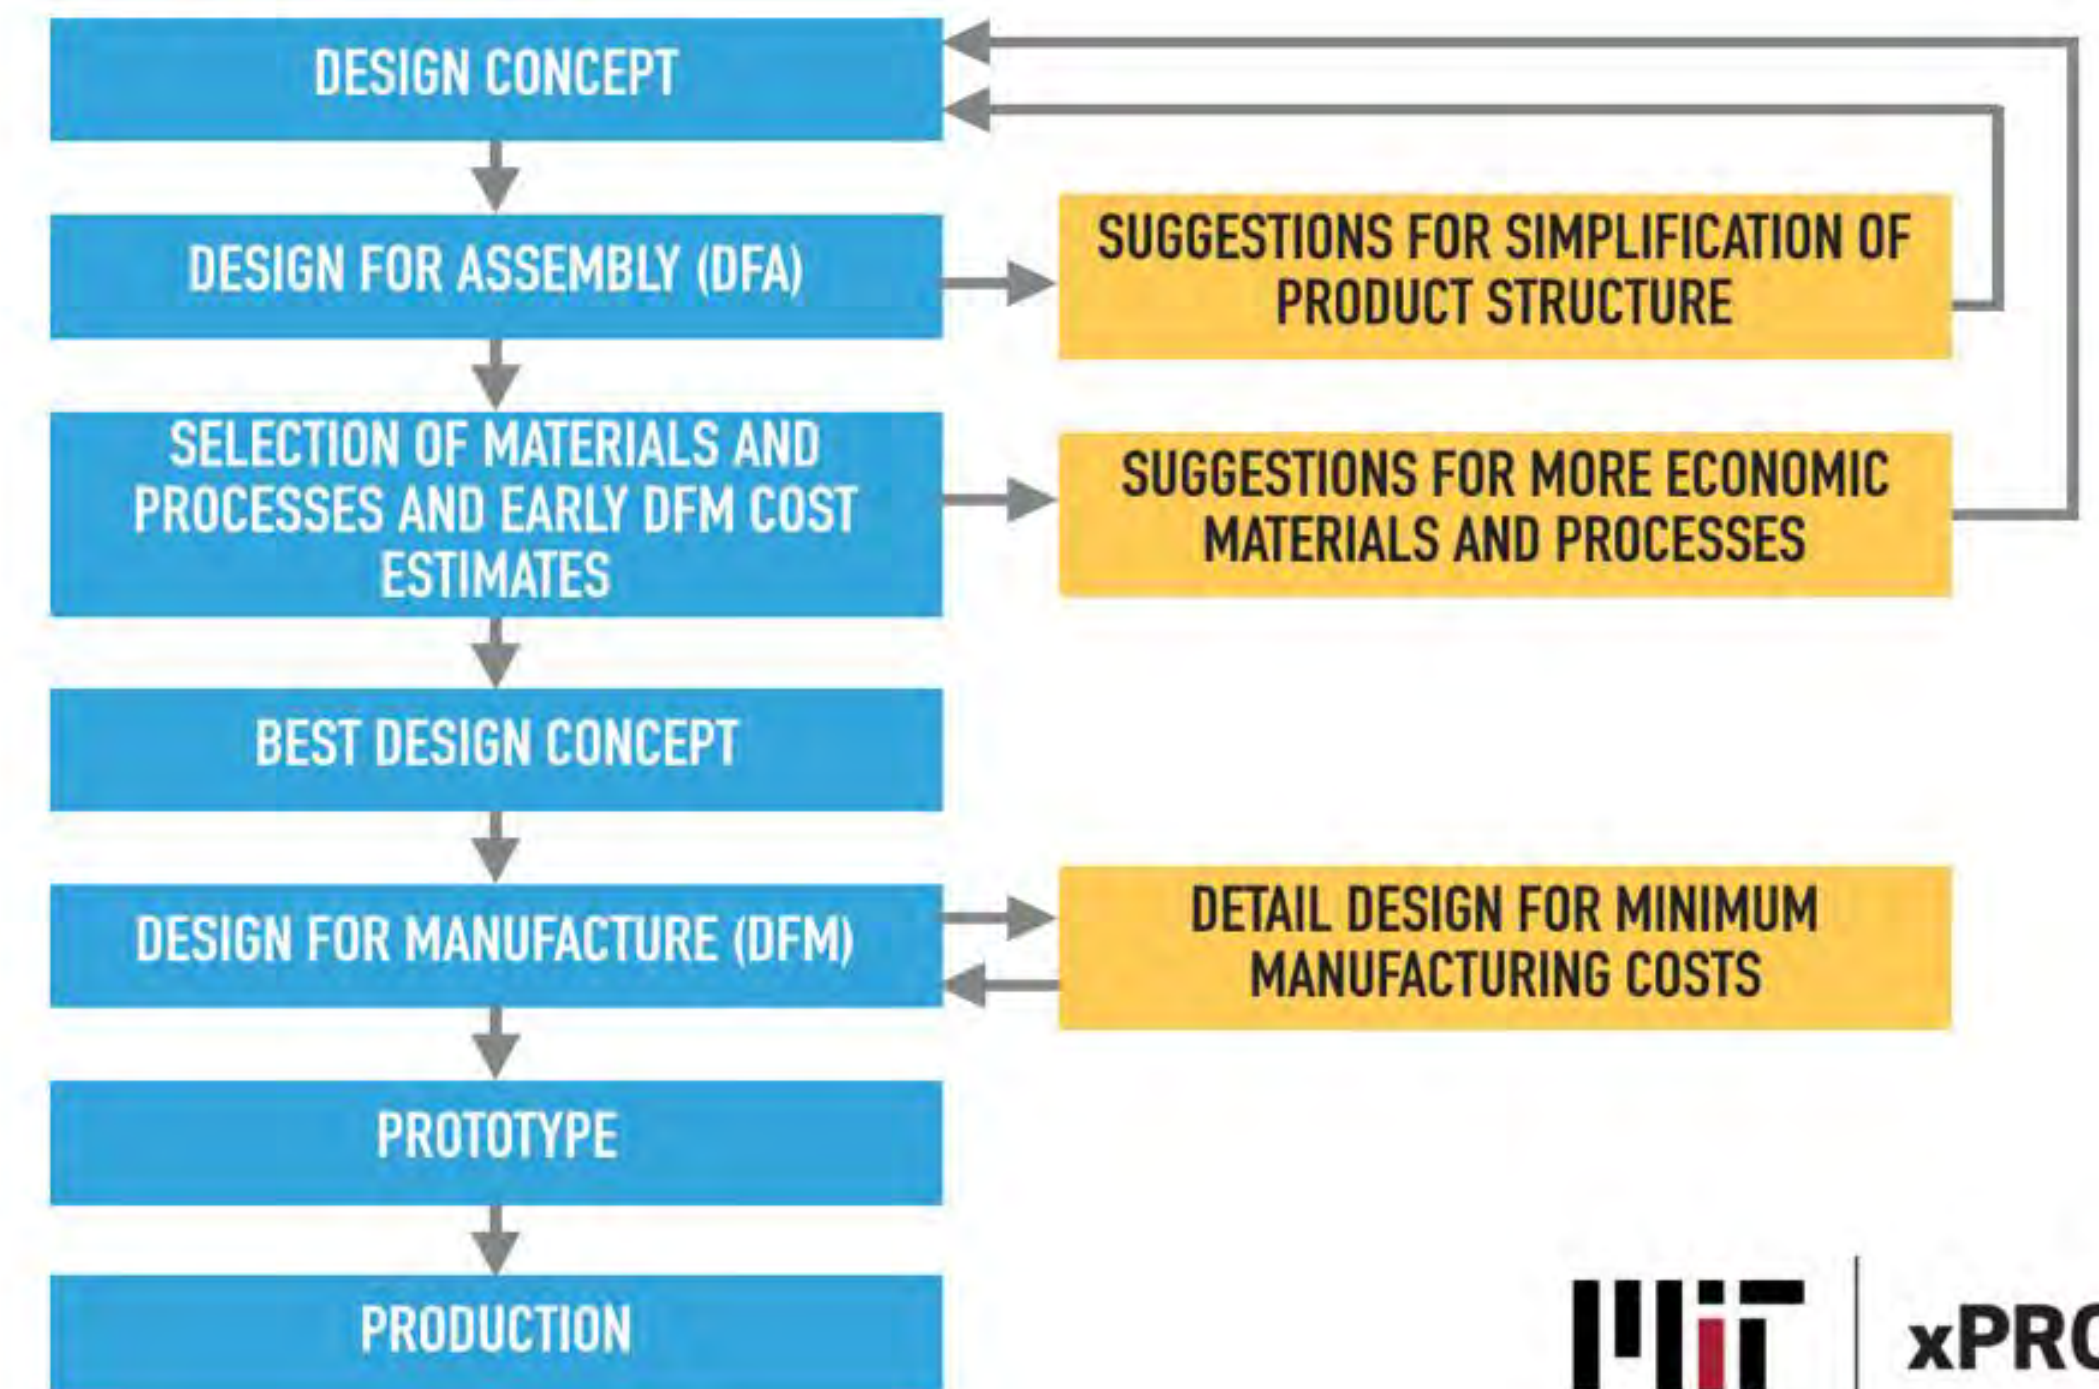 DESIGN CONCEPT
DESIGN FOR ASSEMBLY (DFA)
SUGGESTIONS FOR SIMPLIFICATION OF
PRODUCT STRUCTURE
SELECTION OF MATERIALS AND
PROCESSES AND EARLY DFM COST
ESTIMATES
SUGGESTIONS FOR MORE ECONOMIC
MATERIALS AND PROCESSES
BEST DESIGN CONCEPT
DESIGN FOR MANUFACTURE (DFM)
DETAIL DESIGN FOR MINIMUM
MANUFACTURING COSTS
PROTOTYPE
PRODUCTION
MIT xPRO